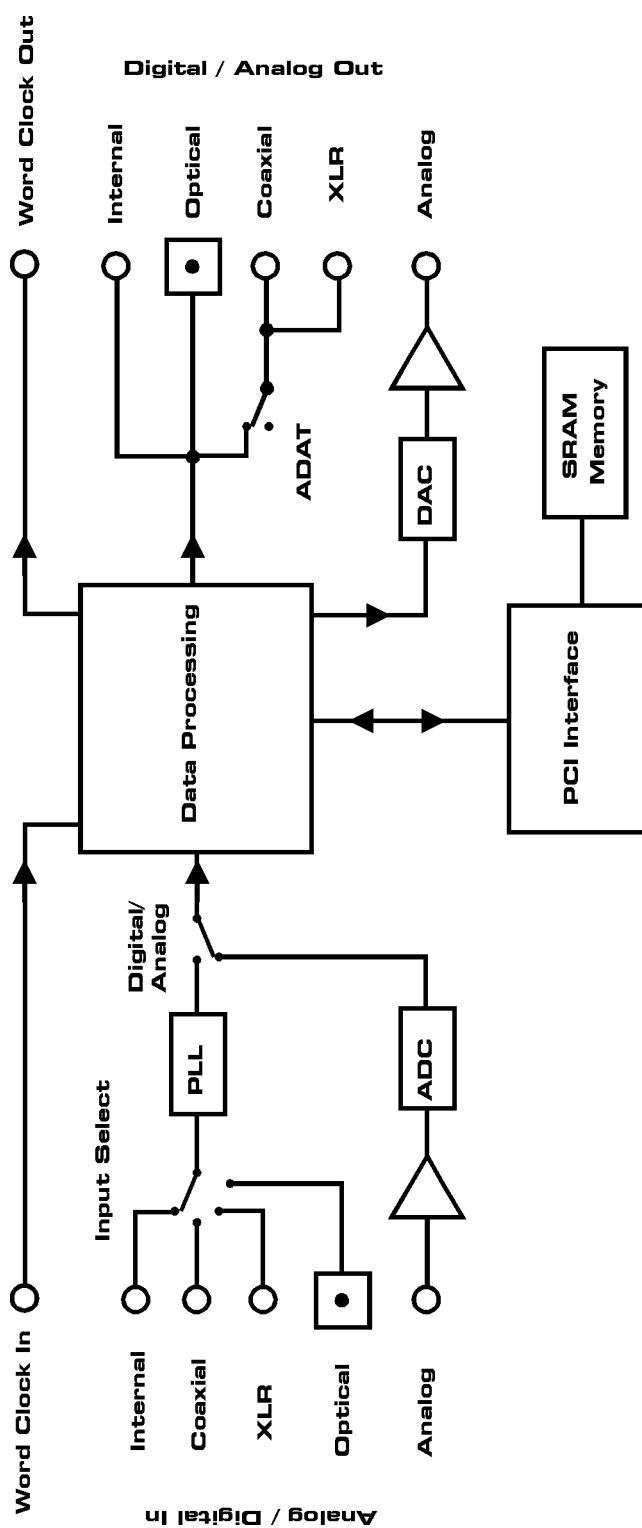 Word Clock In
Word Clock Out
Analog / Digital In
Digital / Analog Out
Internal
Coaxial
XLR
Optical
Analog
Input Select
PLL
ADC
Digital/
Analog
Data Processing
ADAT
DAC
Internal
Optical
Coaxial
XLR
Analog
PCI Interface
SRAM
Memory